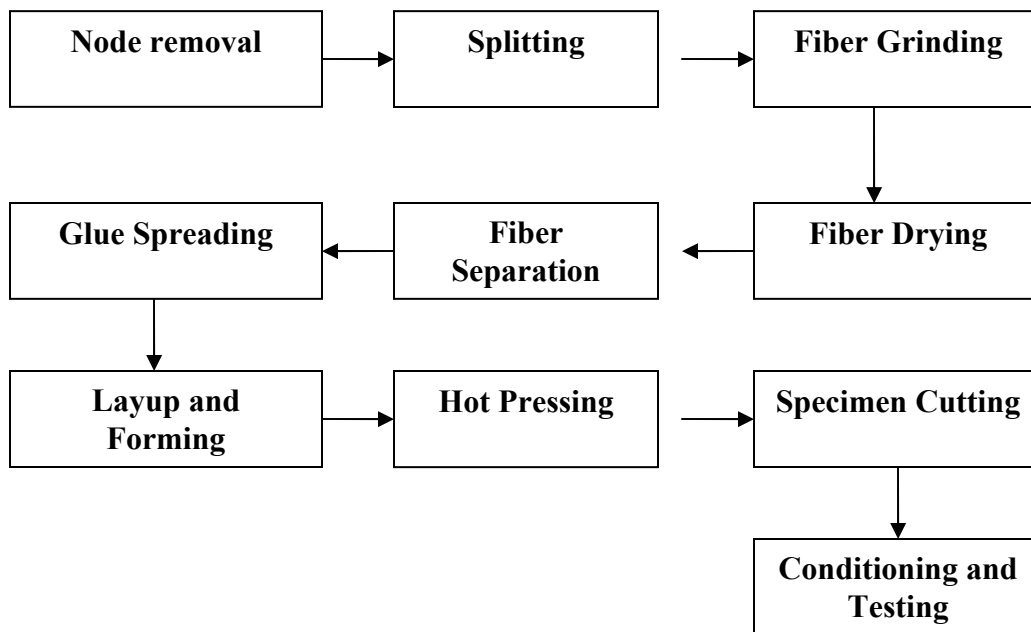 Node removal
Splitting
Fiber Grinding
Fiber Drying
Fiber
Separation
Glue Spreading
Layup and
Forming
Hot Pressing
Specimen Cutting
Conditioning and
Testing